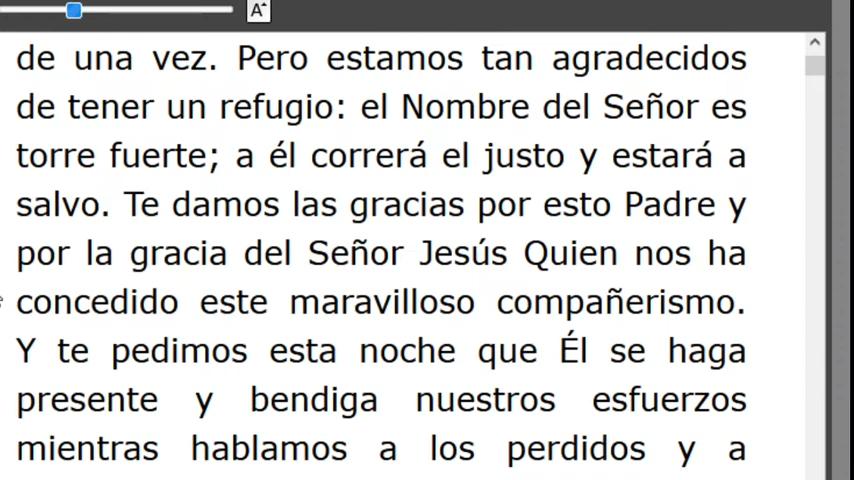 A
de una vez. Pero estamos tan agradecidos
de tener un refugio: el Nombre del Señor es
torre fuerte; a él correrá el justo y estará a
salvo. Te damos las gracias por esto Padre y
por la gracia del Señor Jesús Quien nos ha
concedido este maravilloso compañerismo.
Y te pedimos esta noche que Él se haga
presente y bendiga nuestros esfuerzos
mientras hablamos a los perdidos y a